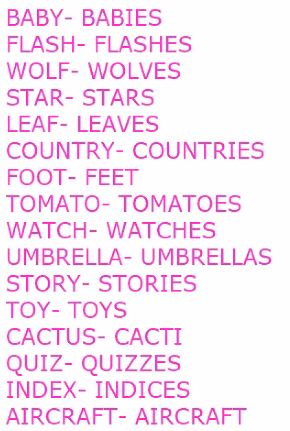 BABY- BABIES
FLASH- FLASHES
WOLF- WOLVES
STAR- STARS
LEAF- LEAVES
COUNTRY- COUNTRIES
FOOT- FEET
TOMATO- TOMATOES
WATCH- WATCHES
UMBRELLA- UMBRELLAS
STORY- STORIES
TOY- TOYS
CACTUS- CACTI
QUIZ- QUIZZES
INDEX- INDICES
AIRCRAFT- AIRCRAFT